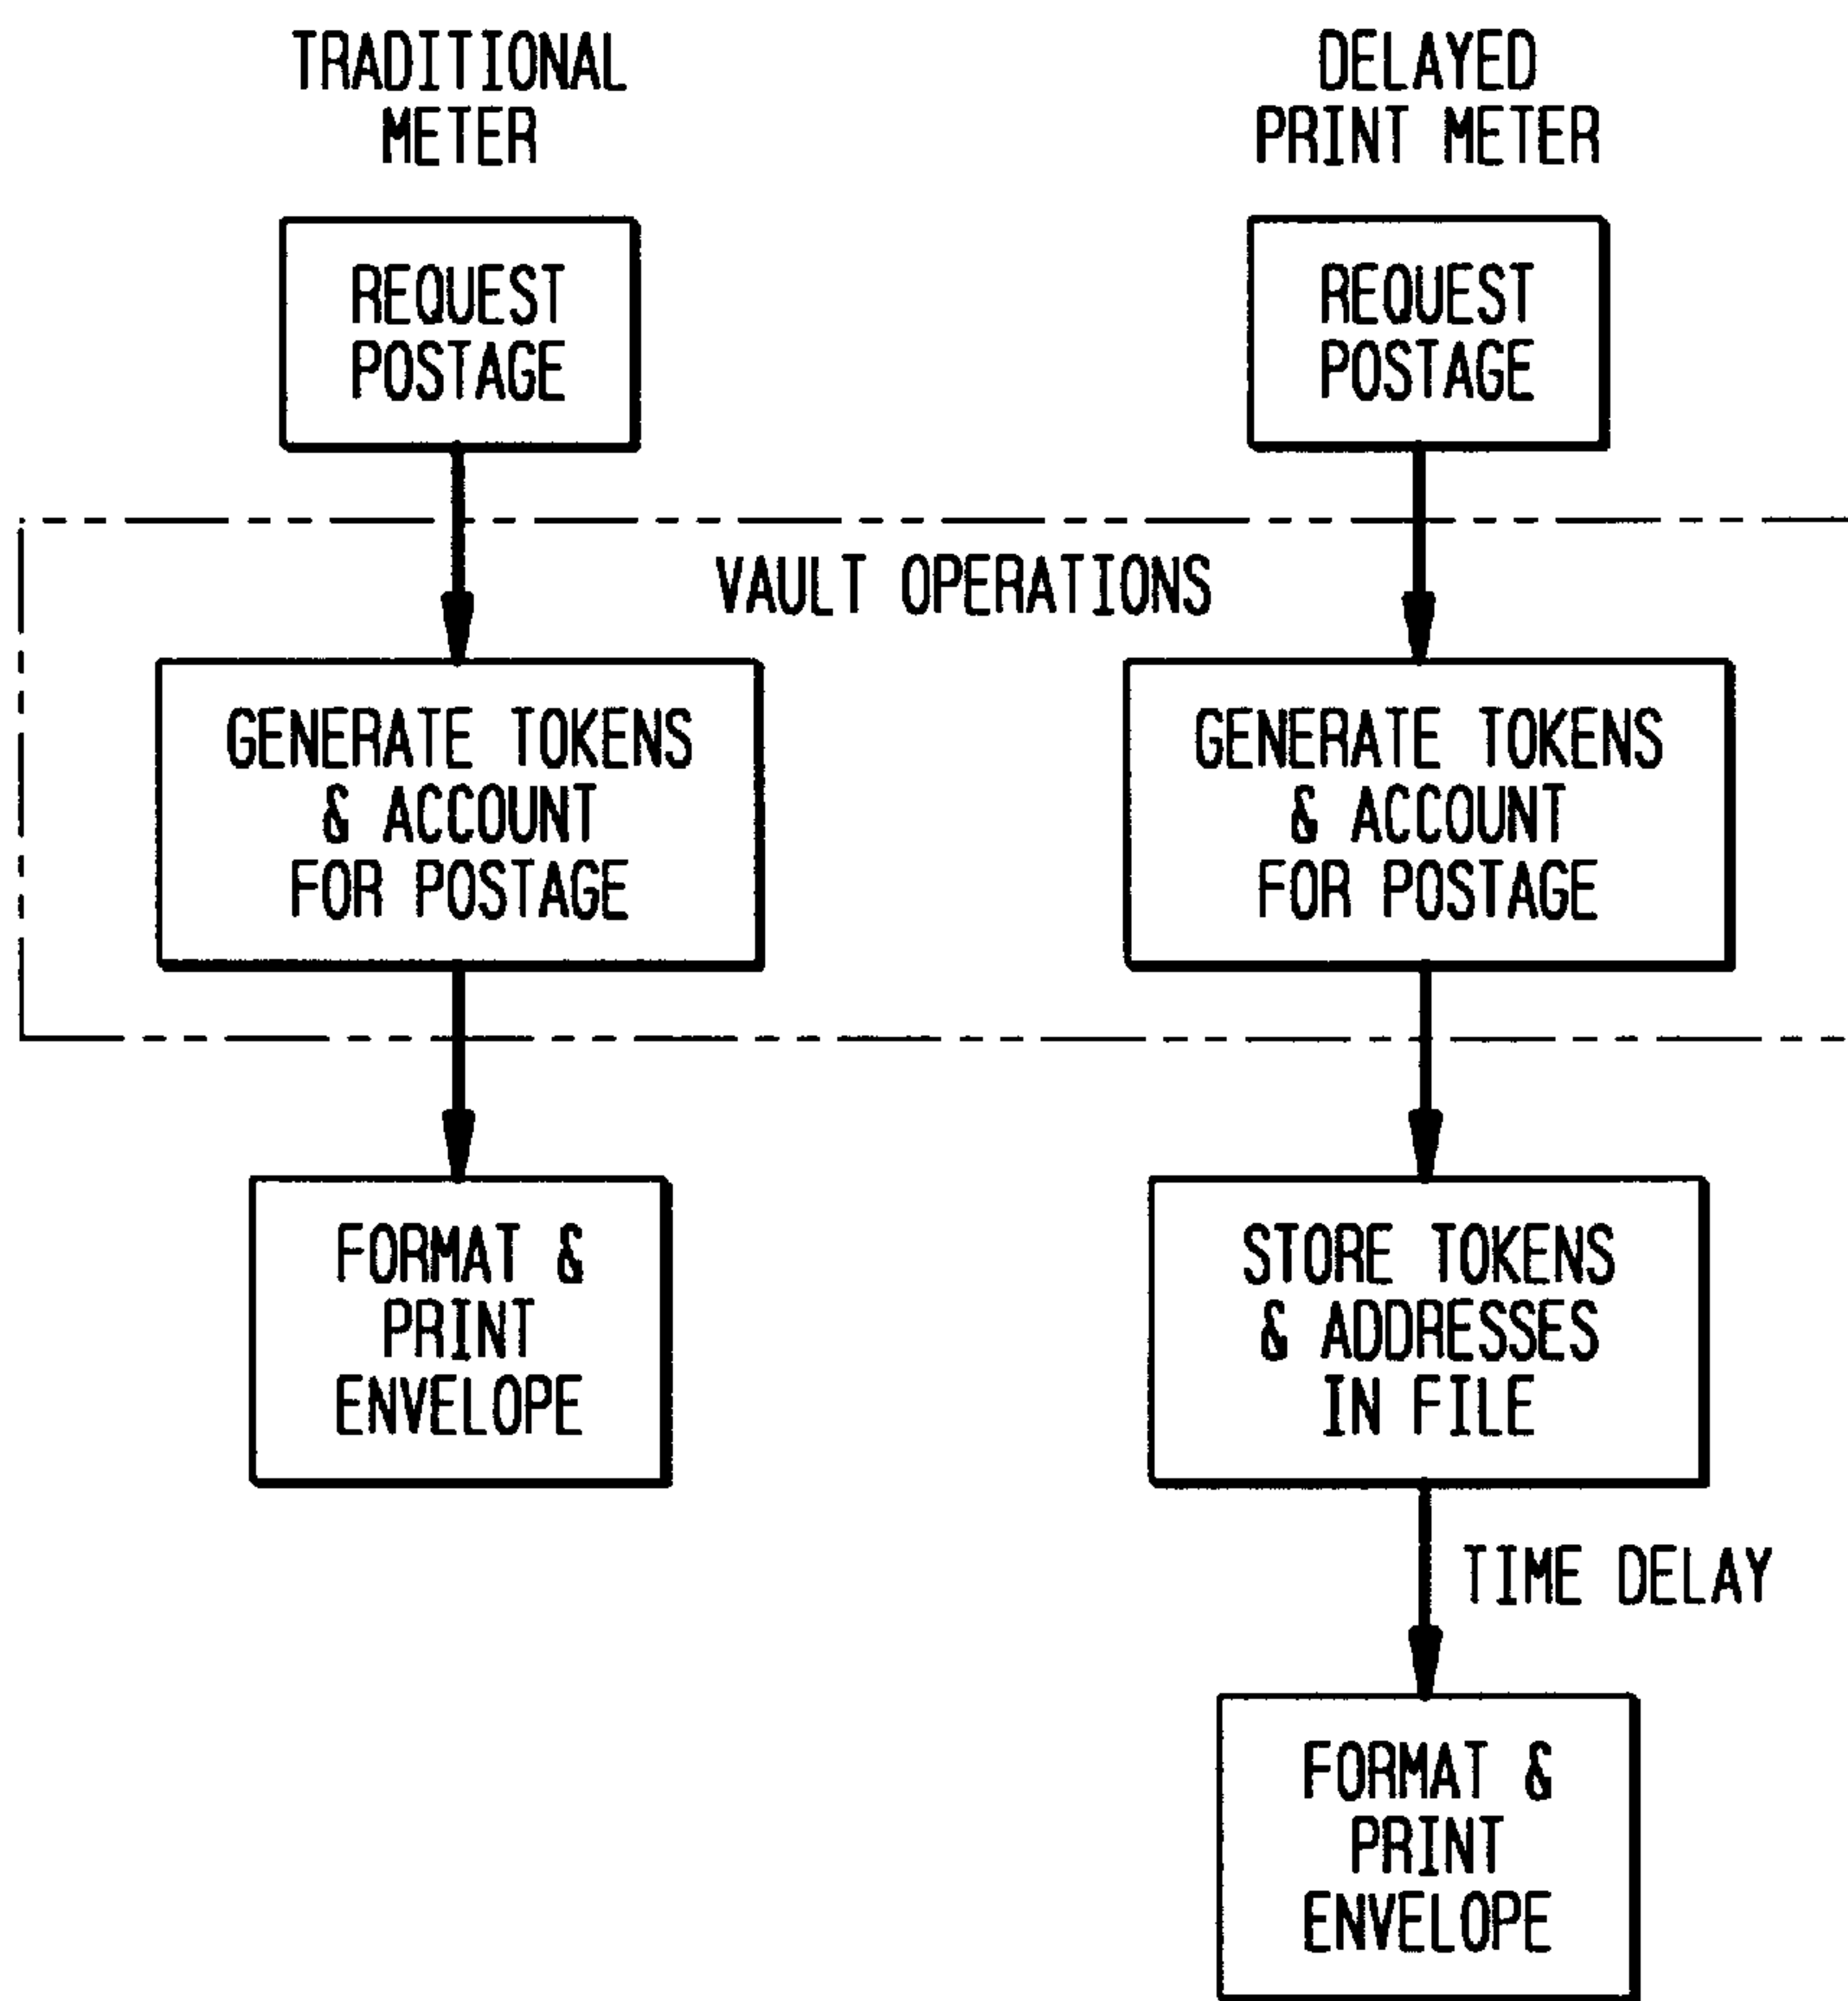 TRADITIONAL
METER
REQUEST
POSTAGE
DELAYED
PRINT METER
REQUEST
POSTAGE
VAULT OPERATIONS
GENERATE TOKENS
& ACCOUNT
FOR POSTAGE
GENERATE TOKENS
& ACCOUNT
FOR POSTAGE
FORMAT &
PRINT
ENVELOPE
STORE TOKENS
& ADDRESSES
IN FILE
TIME DELAY
FORMAT &
PRINT
ENVELOPE